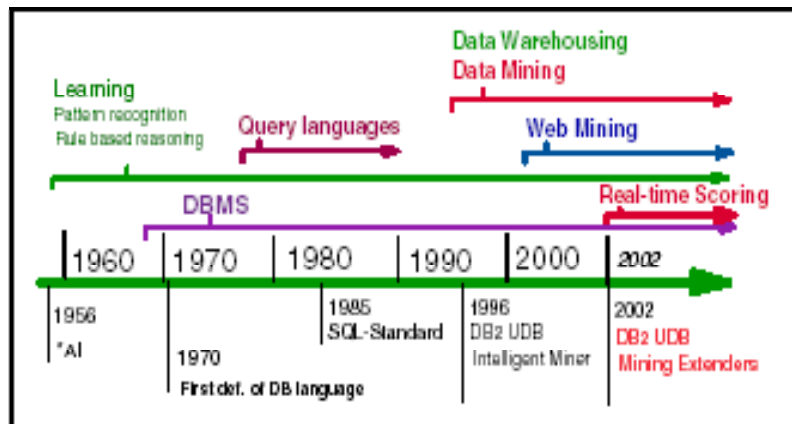 Data Warehousing
Data Mining
Learning
Pattern recognition
Rule based reasoning
Query languages
Web Mining
Real-time Scoring
DBMS
1960 1970 1980 1990 2000 2002
1956
*AI
1970
First def. of DB language
1985
SQL-Standard
1996
DB2 UDB
Intelligent Miner
2002
DB2 UDB
Mining Extenders